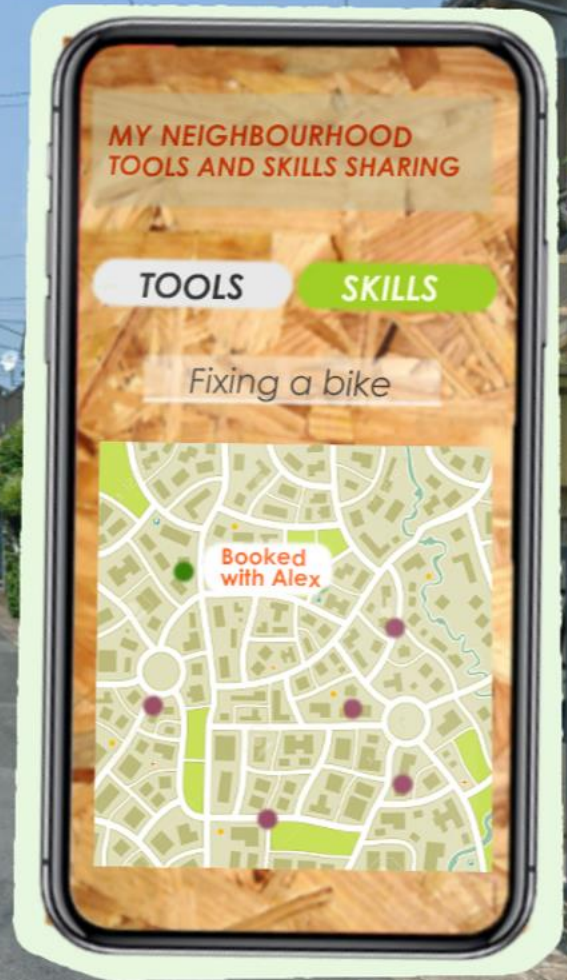 MY NEIGHBOURHOOD
TOOLS AND SKILLS SHARING
TOOLS SKILLS
Fixing a bike
Booked
with Alex